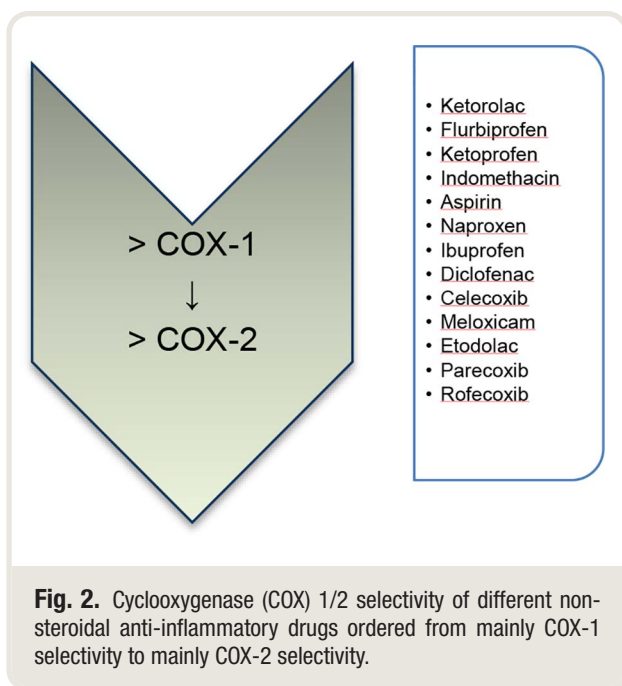 > COX-1
↓
> COX-2
• Ketorolac
• Flurbiprofen
• Ketoprofen
• Indomethacin
• Aspirin
• Naproxen
• Ibuprofen
• Diclofenac
• Celecoxib
• Meloxicam
• Etodolac
• Parecoxib
• Rofecoxib
Fig. 2. Cyclooxygenase (COX) 1/2 selectivity of different non-
steroidal anti-inflammatory drugs ordered from mainly COX-1
selectivity to mainly COX-2 selectivity.